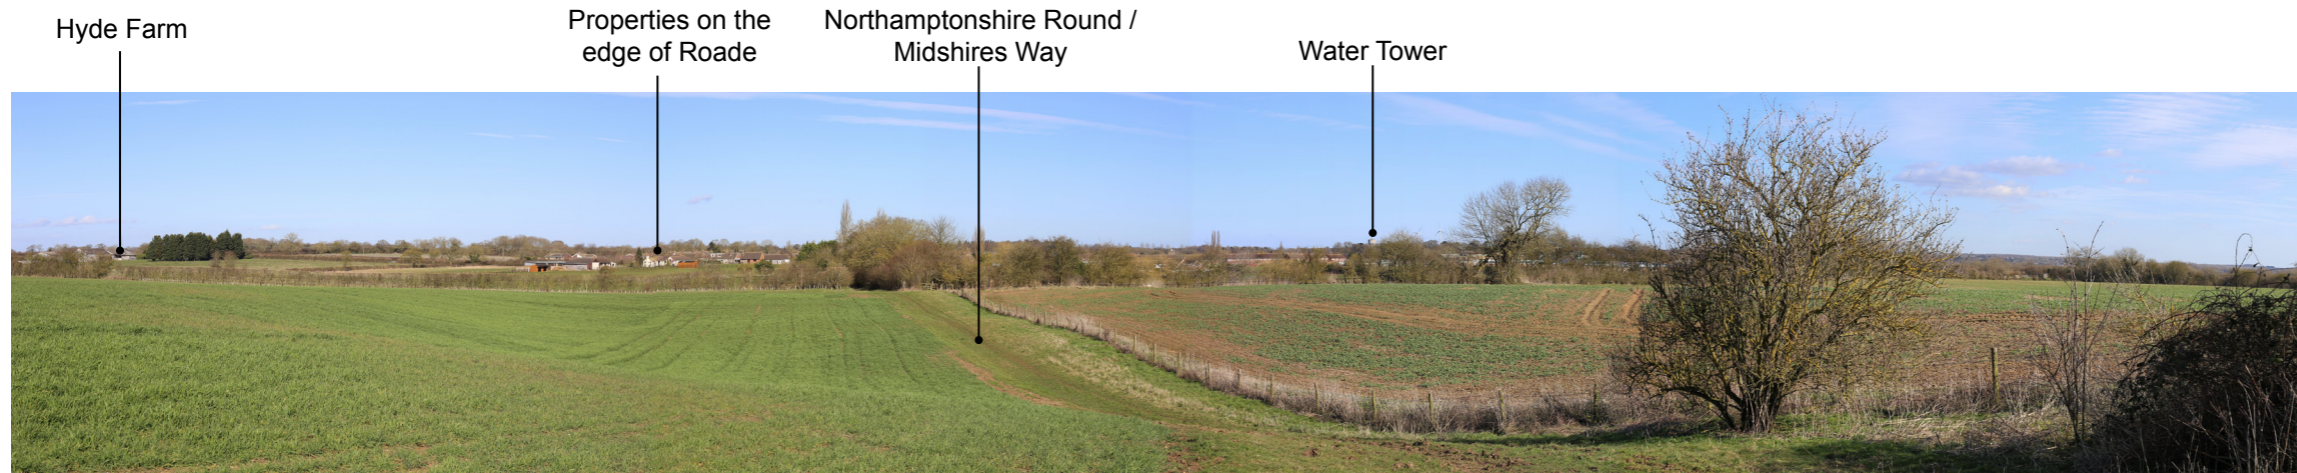 Hyde Farm
Properties on the
edge of Roade
Northamptonshire Round /
Midshires Way
Water Tower